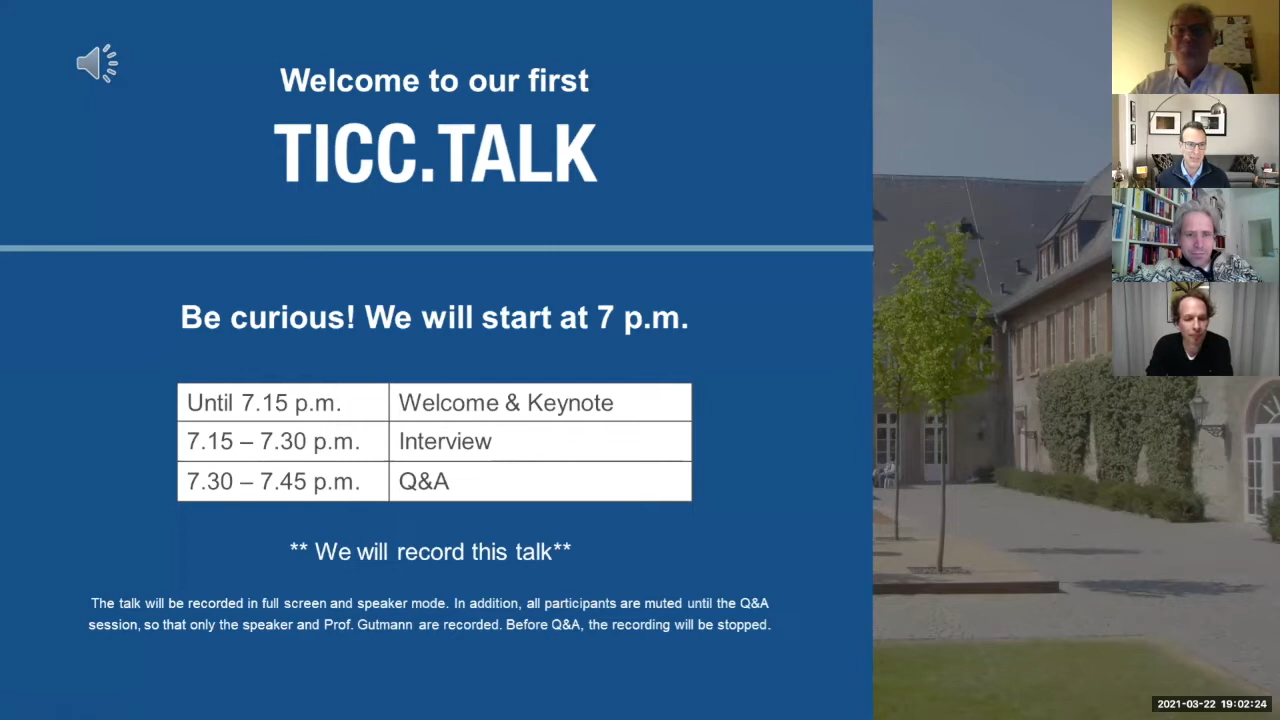 Welcome to our first
TICC.TALK
Be curious! We will start at 7 p.m.
Until 7.15 p.m. Welcome & Keynote
7.15 – 7.30 p.m. Interview
7.30 – 7.45 p.m. Q&A
** We will record this talk**
The talk will be recorded in full screen and speaker mode. In addition, all participants are muted until the Q&A
session, so that only the speaker and Prof. Gutmann are recorded. Before Q&A, the recording will be stopped.
2021-03-22 19:02:24